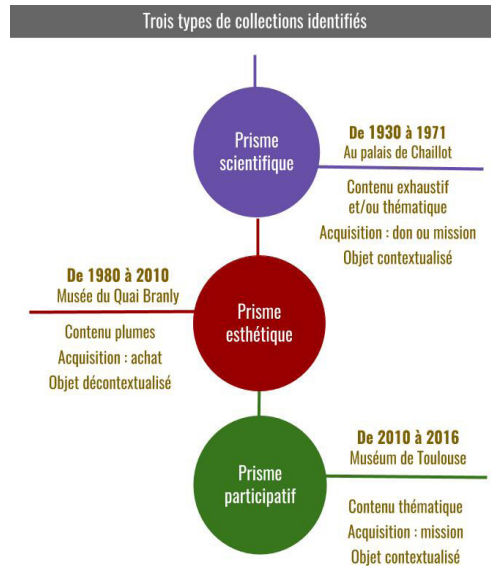 Trois types de collections identifiés
Prisme
scientifique
De 1930 à 1971
Au palais de Chaillot
Contenu exhaustif
et/ou thématique
Acquisition : don ou mission
Objet contextualisé
De 1980 à 2010
Musée du Quai Branly
Contenu plumes
Acquisition : achat
Objet décontextualisé
Prisme
esthétique
Prisme
participatif
De 2010 à 2016
Muséum de Toulouse
Contenu thématique
Acquisition : mission
Objet contextualisé